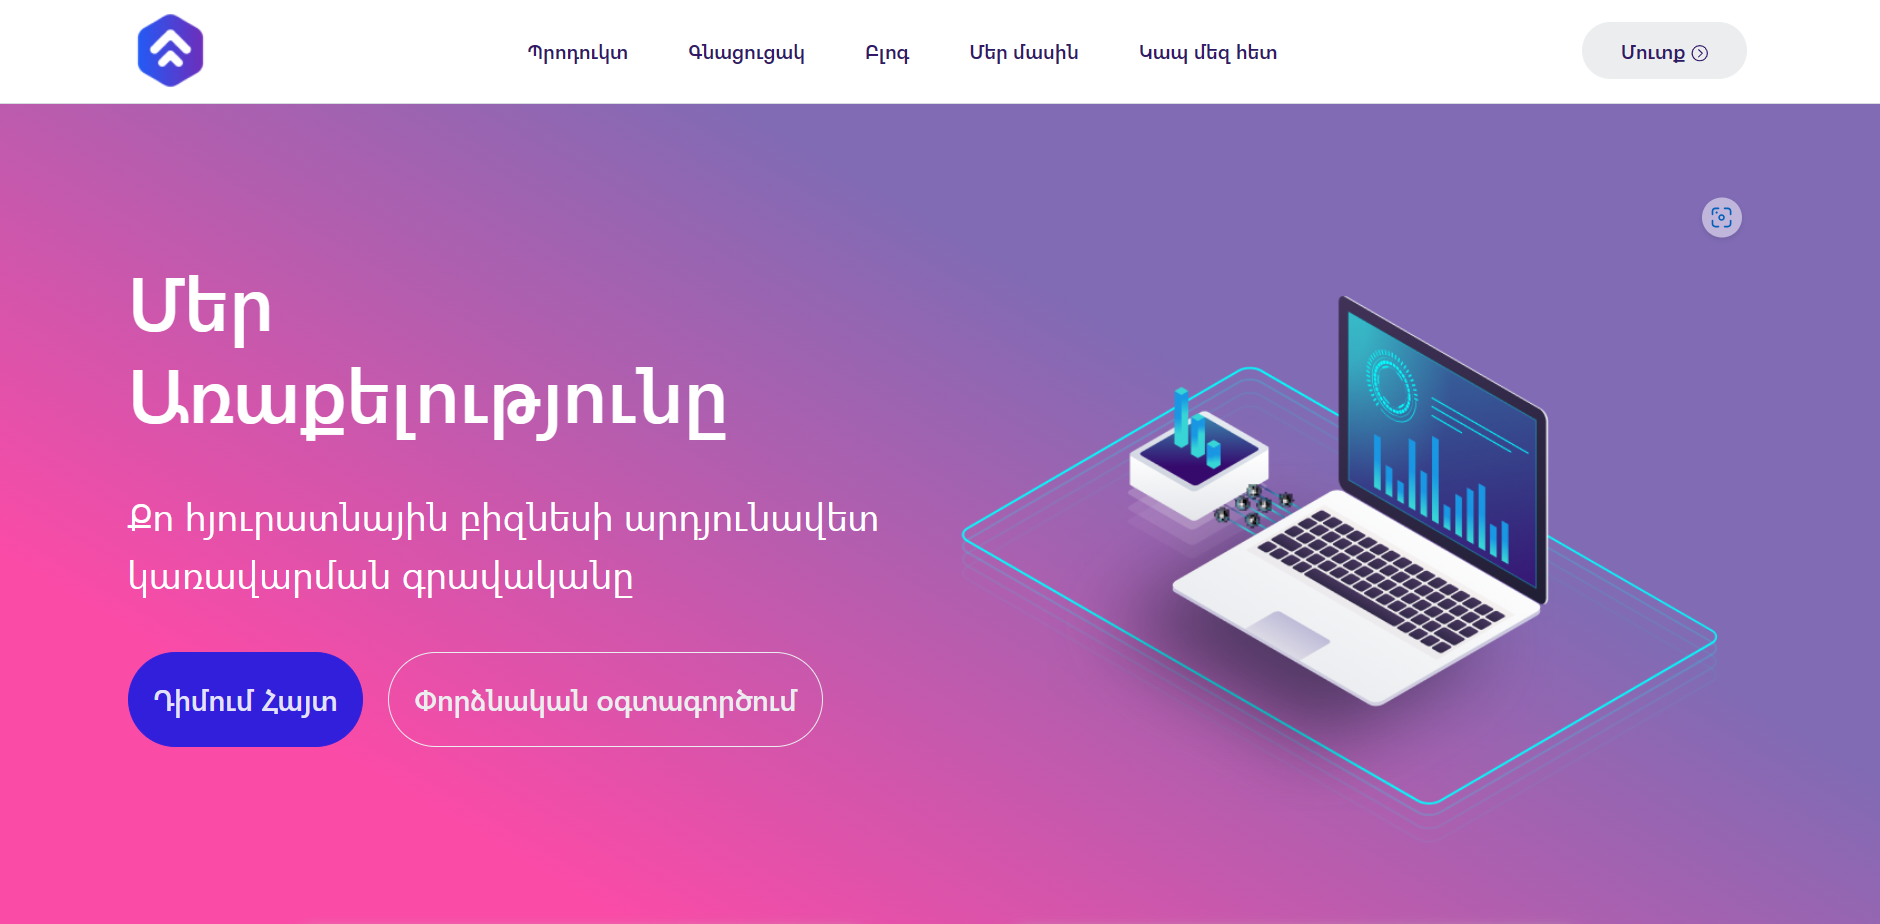 Պրոդուկտ
Գնացուցակ
Բլոգ
Մեր մասին
Կապ մեզ հետ
Մուտք
Մեր
Առաքելությունը
Քո հյուրատնային բիզնեսի արդյունավետ
կառավարման գրավականը
Դիմում Հայտ
Փորձնական օգտագործում